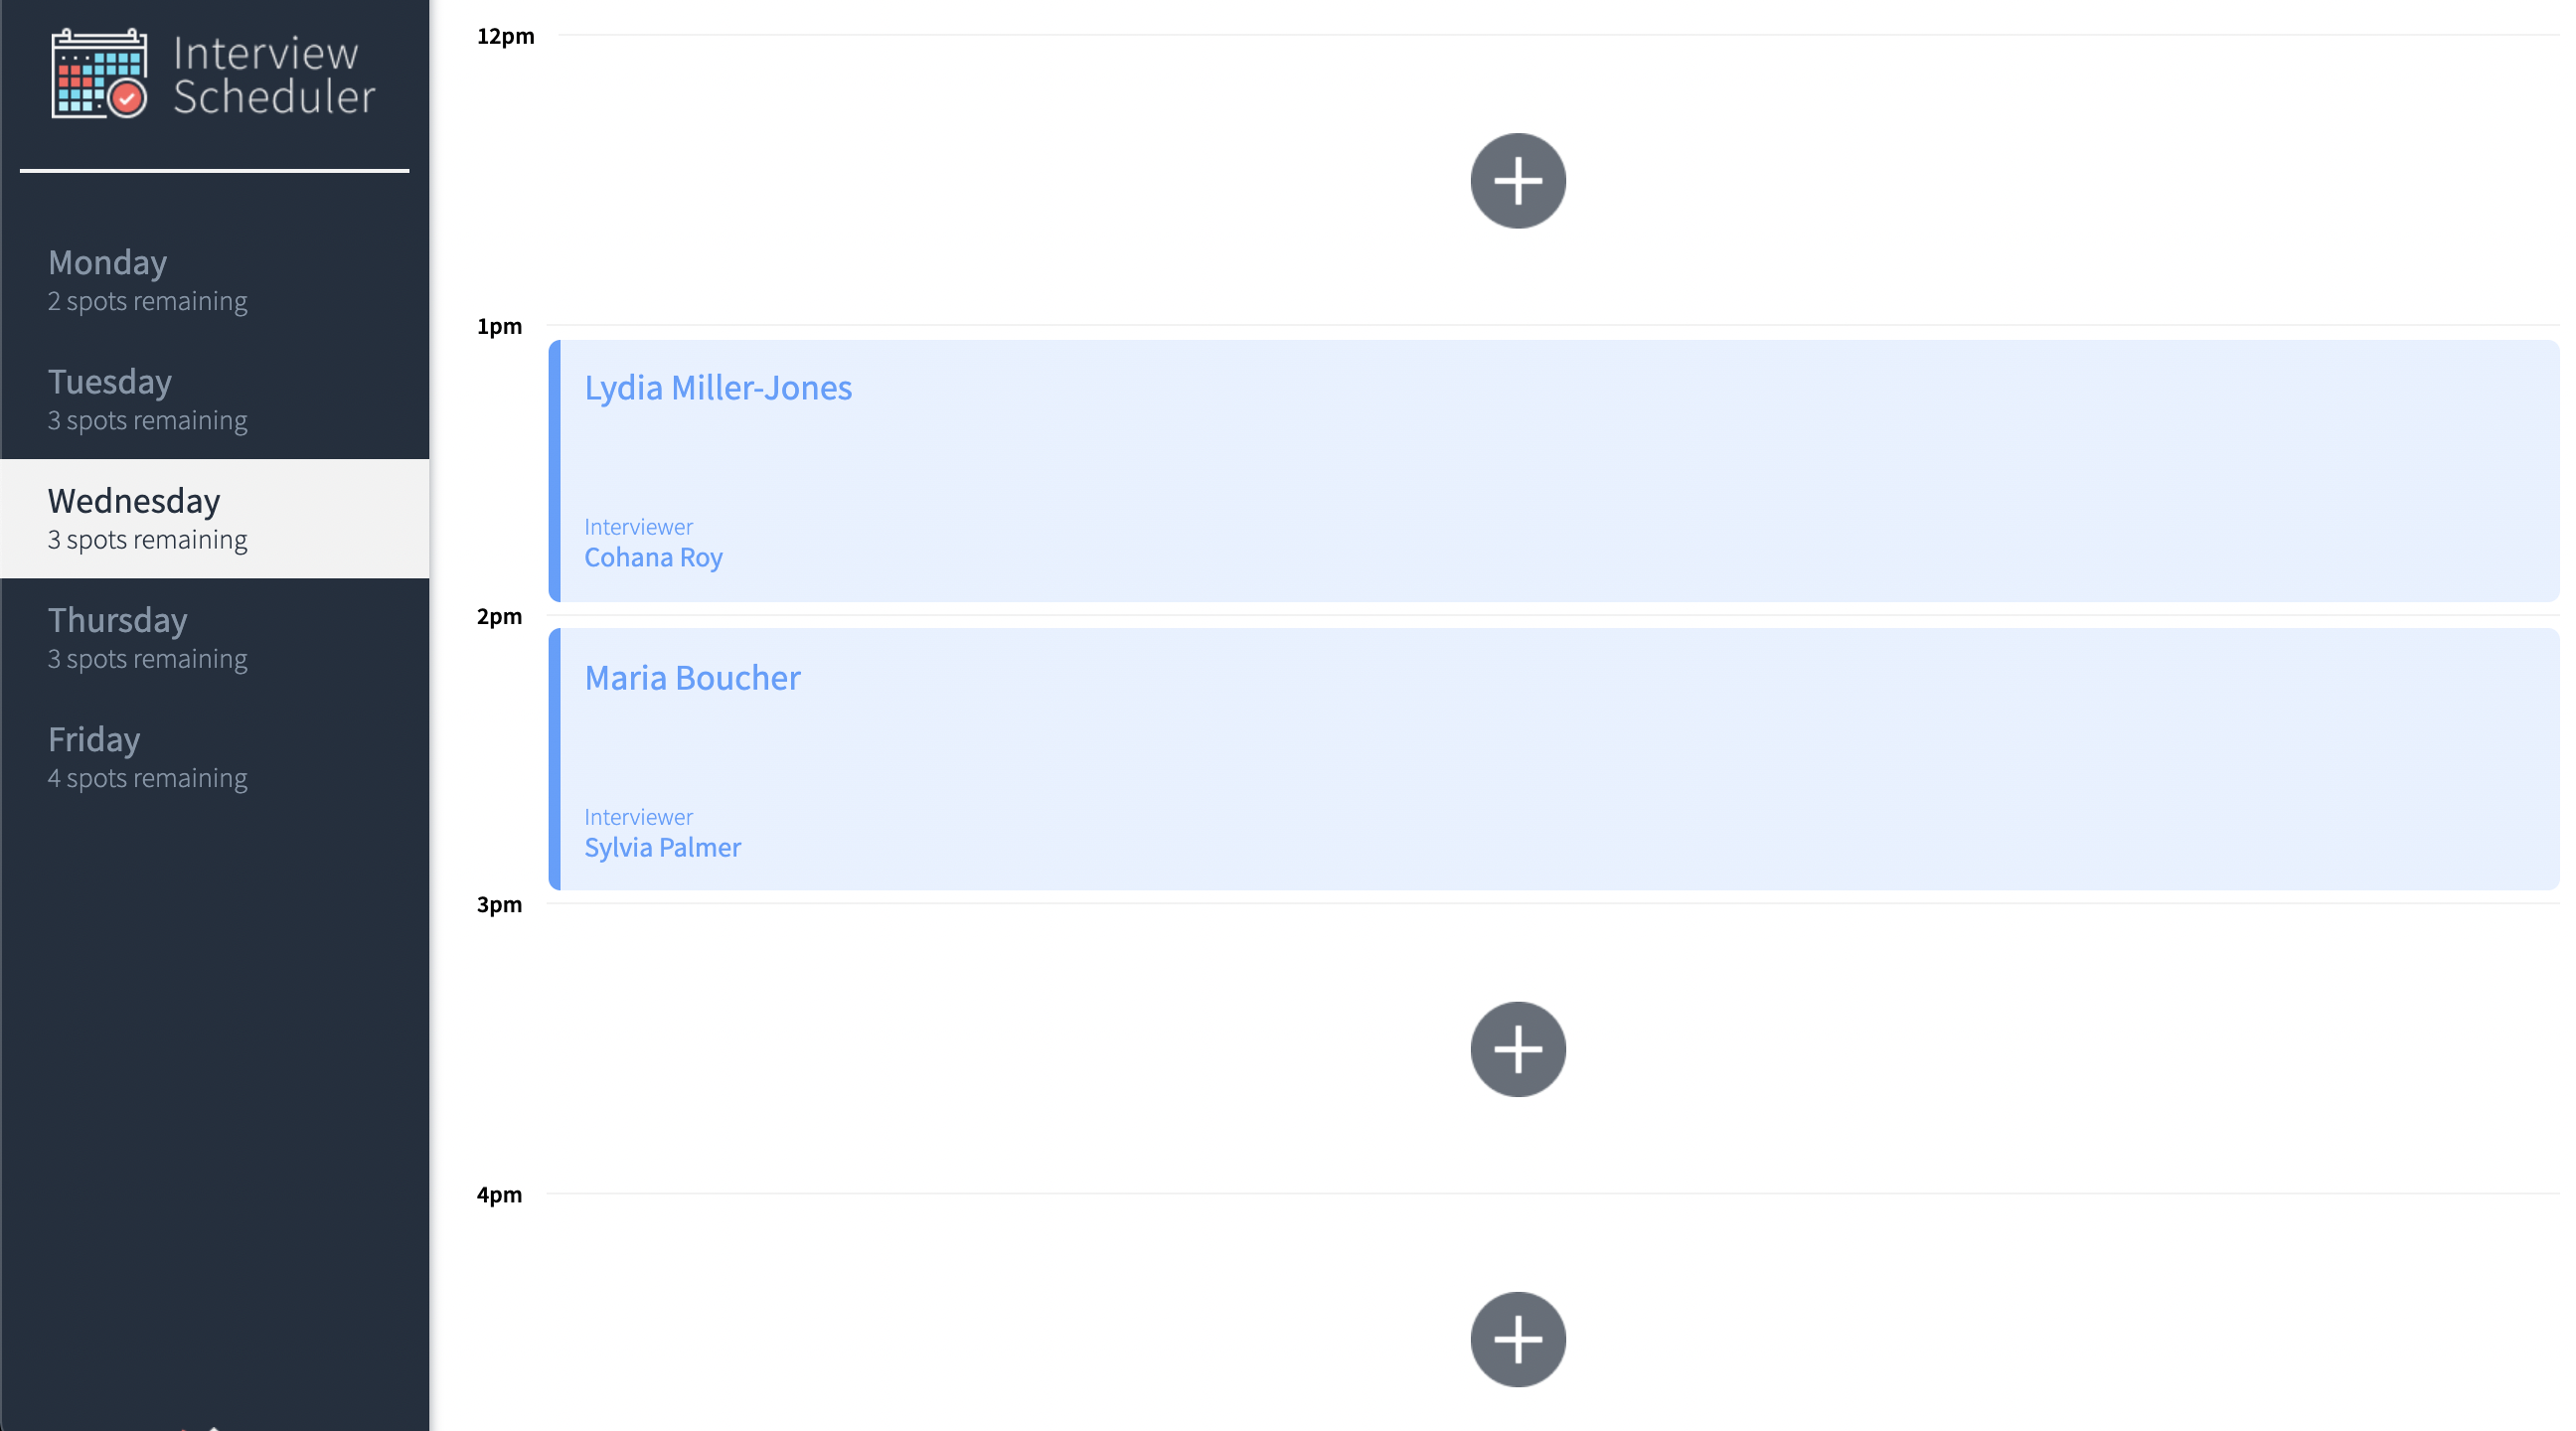 Interview
Scheduler
Monday
2 spots remaining
Tuesday
3 spots remaining
Wednesday
3 spots remaining
Thursday
3 spots remaining
Friday
4 spots remaining
12pm
1pm
Lydia Miller-Jones
Interviewer
Cohana Roy
2pm
Maria Boucher
Interviewer
Sylvia Palmer
3pm
4pm